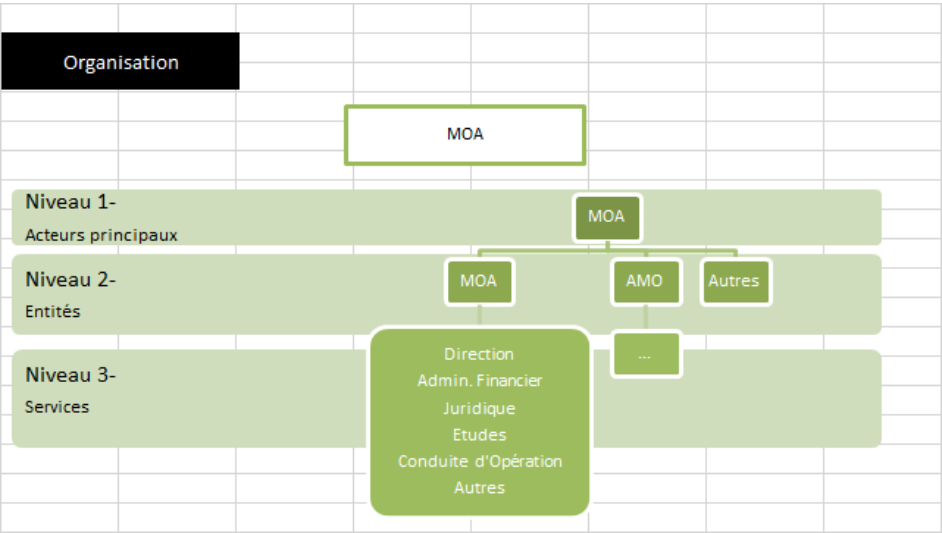 Organisation
MOA
Niveau 1-
Acteurs principaux
MOA
Niveau 2-
Entités
MOA
AMO
Autres
Niveau 3-
Services
...
Direction
Admin. Financier
Juridique
Etudes
Conduite d'Opération
Autres